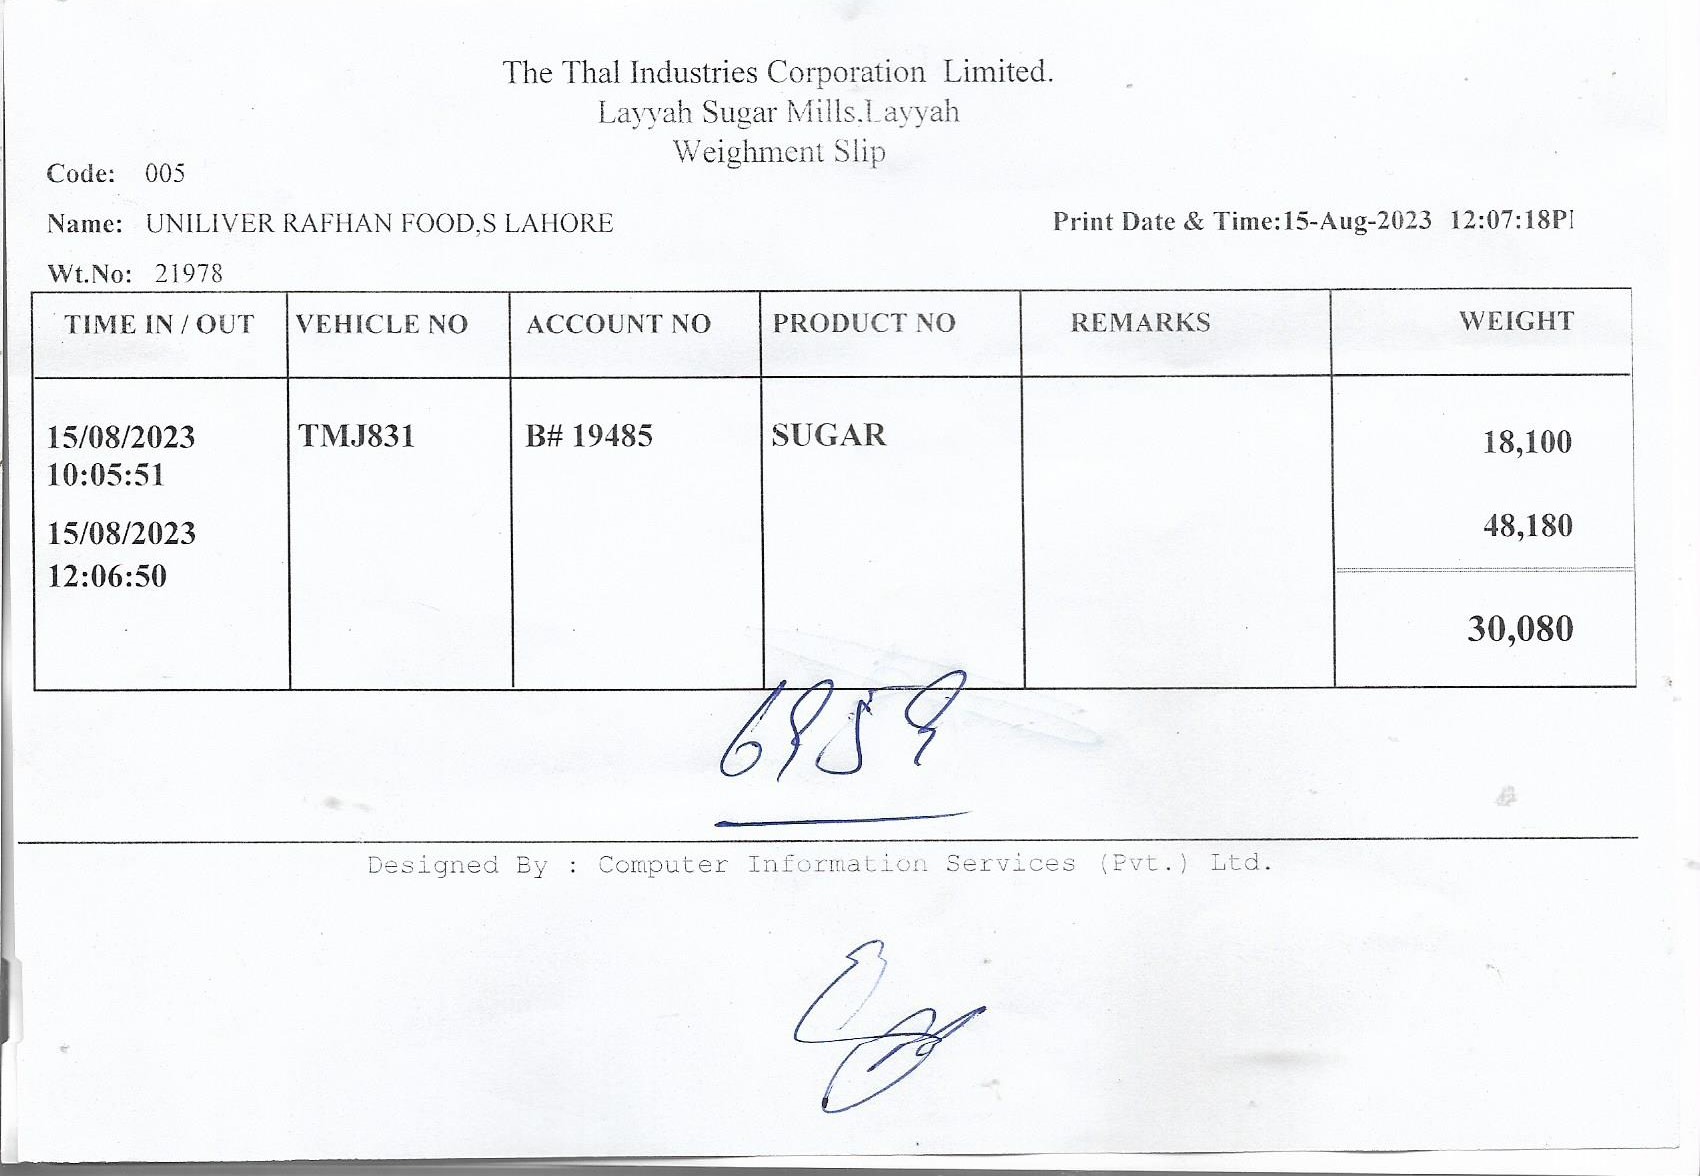 The Thal Industries Corporation Limited.
Layyah Sugar Mills.Layyah
Weighment Slip
Code: 005
Name: UNILIVER RAFHAN FOOD,S LAHORE
Print Date & Time:15-Aug-2023 12:07:18P
Wt.No: 21978
TIME IN / OUT VEHICLE NO ACCOUNT NO PRODUCT NO REMARKS WEIGHT
15/08/2023 TMJ831 B# 19485 SUGAR 18,100
10:05:51
15/08/2023 48,180
12:06:50
30,080
6959
Designed By : Computer Information Services (Pvt.) Ltd.